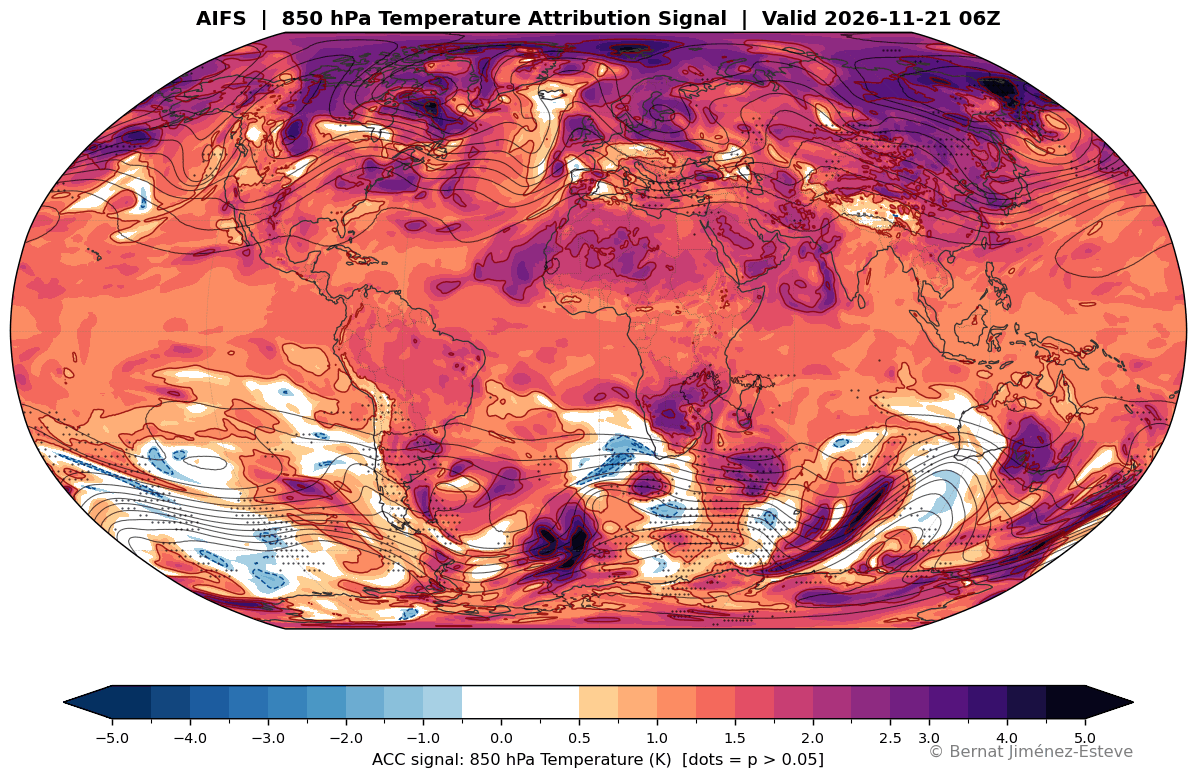 AIFS | 850 hPa Temperature Attribution Signal | Valid 2026-11-21 06Z
−5.0 −4.0 −3.0 −2.0 −1.0 0.0 0.5 1.0 1.5 2.0 2.5 3.0 4.0 5.0
ACC signal: 850 hPa Temperature (K) [dots = p > 0.05]
© Bernat Jiménez-Esteve